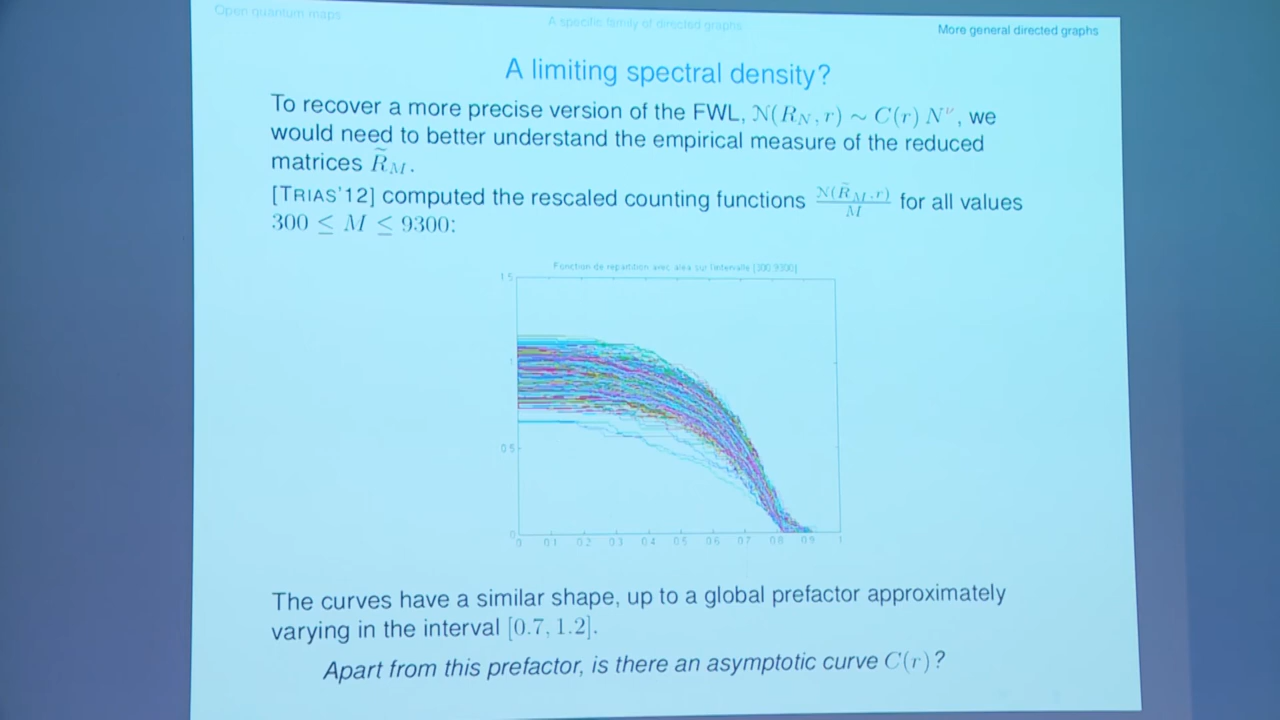 Open quantum maps
A specific family of directed graphs
More general directed graphs
A limiting spectral density?
To recover a more precise version of the FWL, N(R_N, r) ∼ C(r) N^ν, we
would need to better understand the empirical measure of the reduced
matrices R̃_M.
[TRIAS'12] computed the rescaled counting functions N(R̃_M, r)/M for all values
300 ≤ M ≤ 9300:
Fonction de repartition avec alea sur l'intervalle [300 9300]
1.5
1
0.5
0
0 0.1 0.2 0.3 0.4 0.5 0.6 0.7 0.8 0.9 1
The curves have a similar shape, up to a global prefactor approximately
varying in the interval [0.7, 1.2].
Apart from this prefactor, is there an asymptotic curve C(r)?